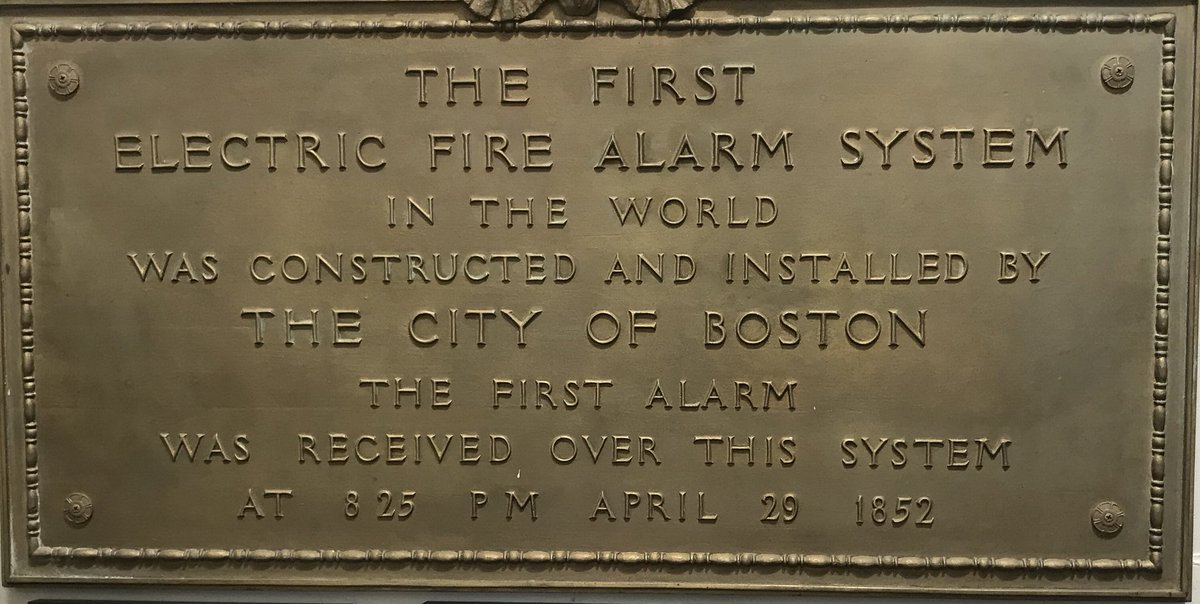 THE FIRST
ELECTRIC FIRE ALARM SYSTEM
IN THE WORLD
WAS CONSTRUCTED AND INSTALLED BY
THE CITY OF BOSTON
THE FIRST ALARM
WAS RECEIVED OVER THIS SYSTEM
AT 8 25 P M APRIL 29 1852